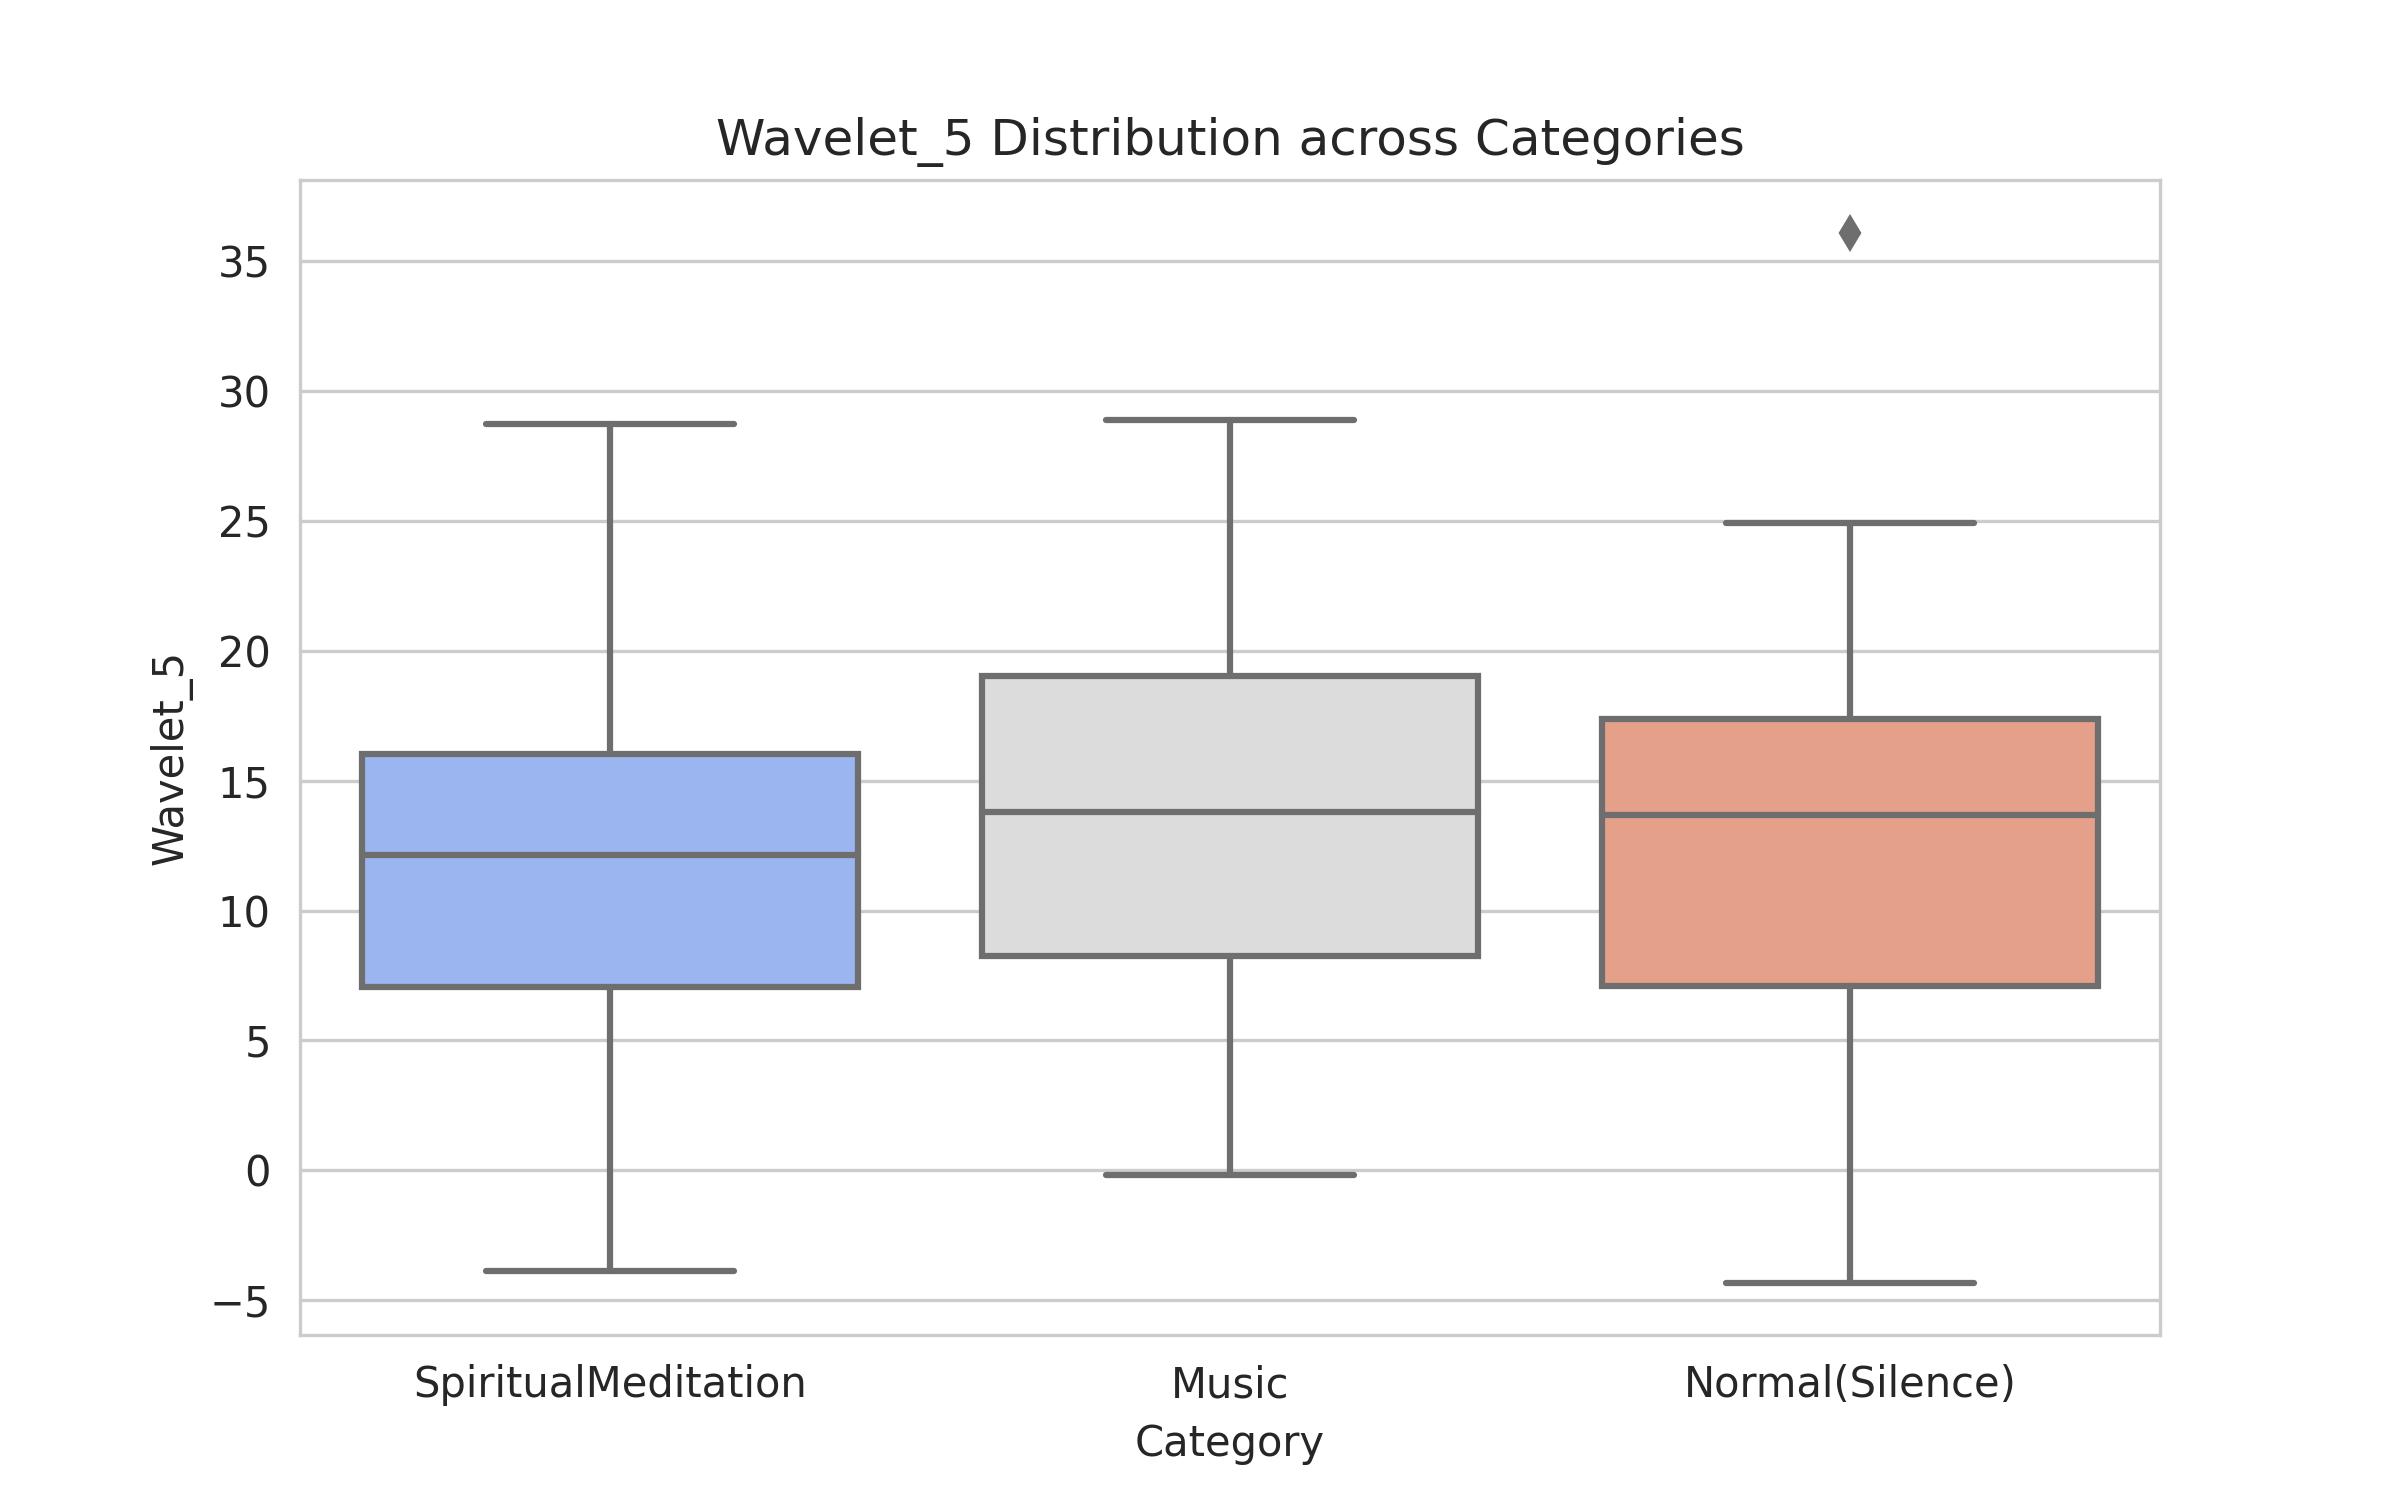 Wavelet_5 Distribution across Categories
35
30
25
20
15
10
5
0
−5
Wavelet_5
SpiritualMeditation
Music
Normal(Silence)
Category